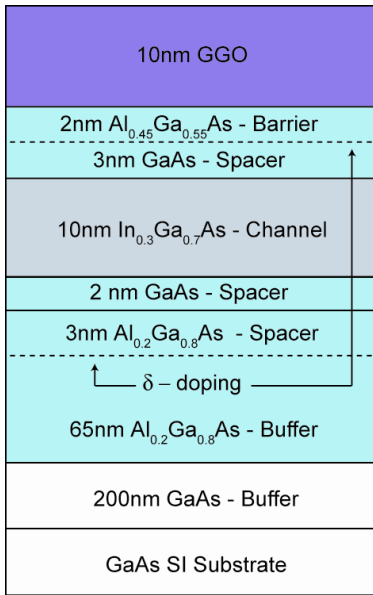 10nm GGO
2nm Al₀.₄₅Ga₀.₅₅As - Barrier
3nm GaAs - Spacer
10nm In₀.₃Ga₀.₇As - Channel
2 nm GaAs - Spacer
3nm Al₀.₂Ga₀.₈As - Spacer
δ – doping
65nm Al₀.₂Ga₀.₈As - Buffer
200nm GaAs - Buffer
GaAs SI Substrate